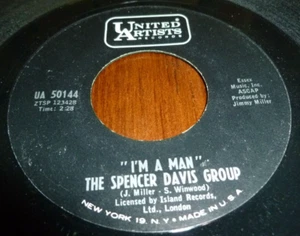 UNITED
ARTISTS
RECORDS
UA 50144
ZTSP 123428
Time: 2:28
Essex
Music, Inc.
ASCAP
Produced by:
Jimmy Miller
"I'M A MAN"
THE SPENCER DAVIS GROUP
(J. Miller - S. Winwood)
Licensed by Island Records
Ltd., London
NEW YORK 19, N.Y. • MADE IN U.S.A.